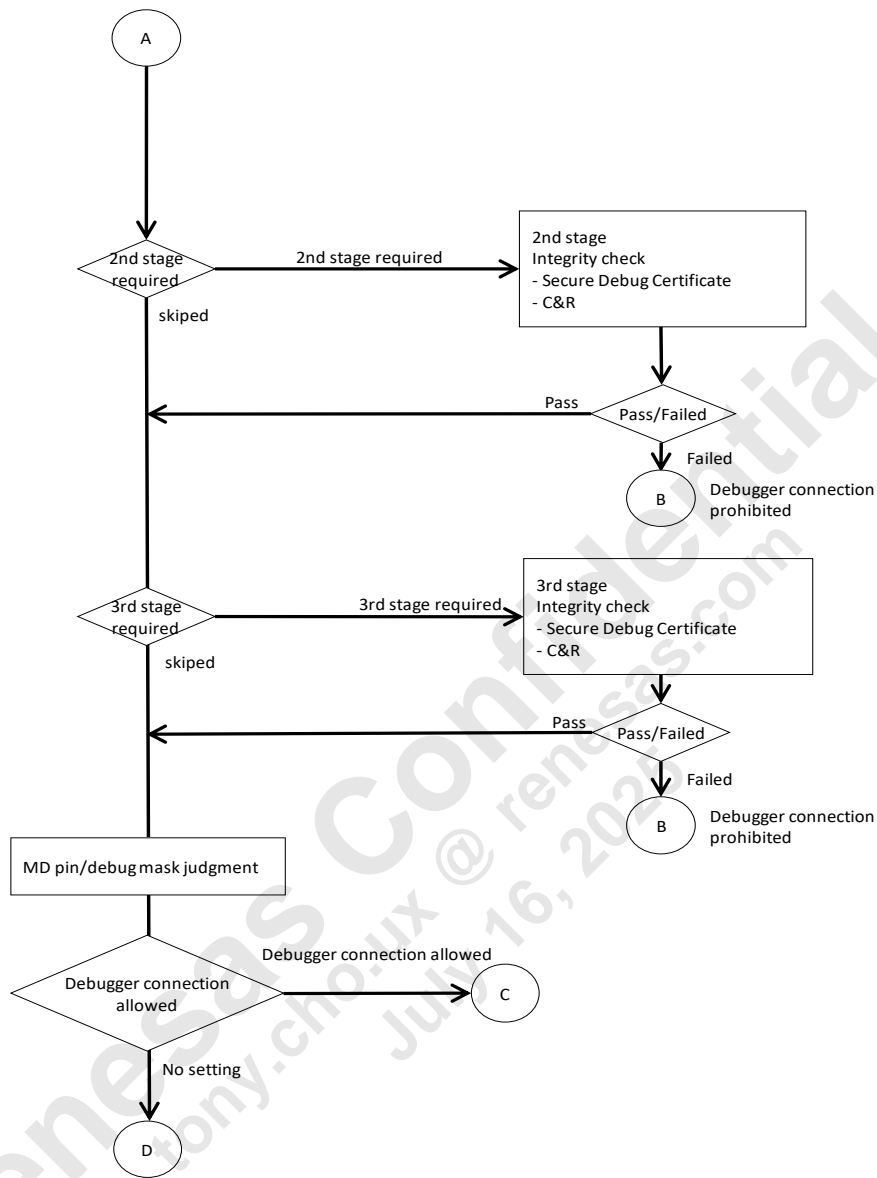 A
2nd stage
required
2nd stage required
2nd stage
Integrity check
- Secure Debug Certificate
- C&R
skiped
Pass
Pass/Failed
Failed
B
Debugger connection
prohibited
3rd stage
required
3rd stage required
3rd stage
Integrity check
- Secure Debug Certificate
- C&R
skiped
Pass
Pass/Failed
Failed
B
Debugger connection
prohibited
MD pin/debug mask judgment
Debugger connection allowed
Debugger connection
allowed
C
No setting
D
enesas Confidential
tony.cho.ux @ renesas.com
July 16, 2025